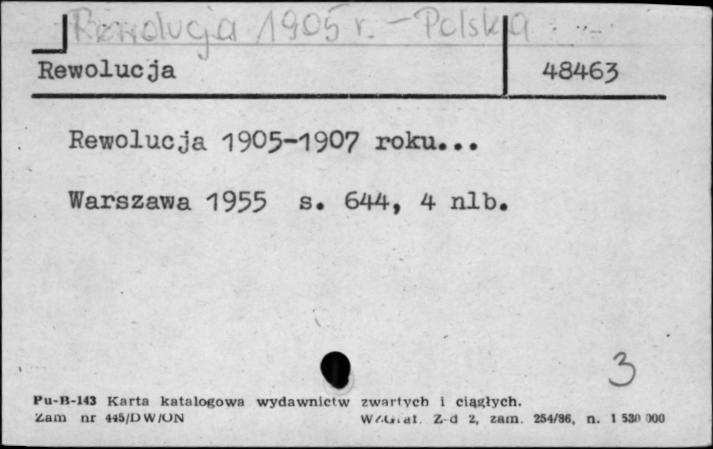 Rewolucja 1905 r. - Polska
Rewolucja 48463
Rewolucja 1905-1907 roku...
Warszawa 1955 s. 644, 4 nlb.
3
Pu-B-143 Karta katalogowa wydawnictw zwartych i ciągłych.
Zam nr 445/DW/ON Z-d 2, zam. 254/86, n. 1 530 000